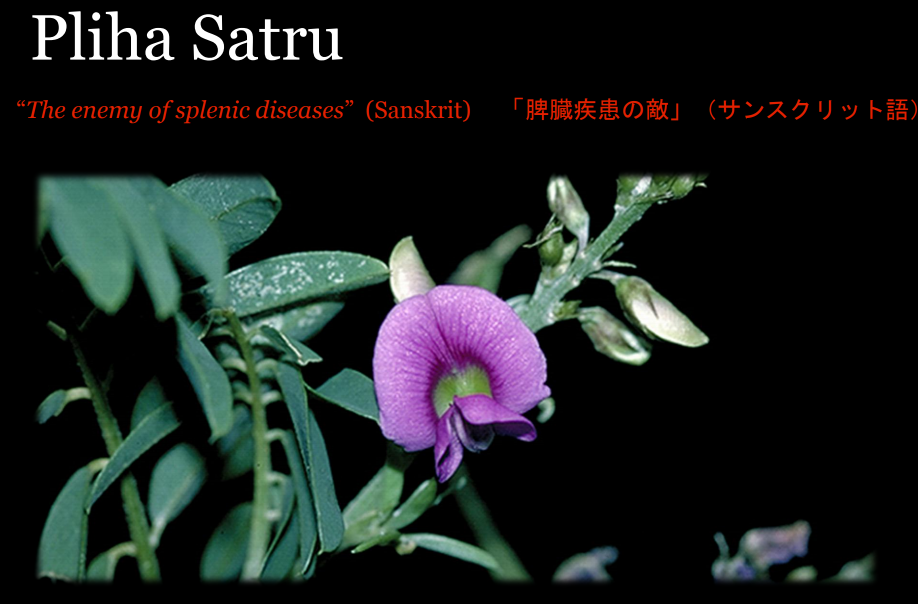 Pliha Satru
“The enemy of splenic diseases” (Sanskrit) 「脾臓疾患の敵」（サンスクリット語）